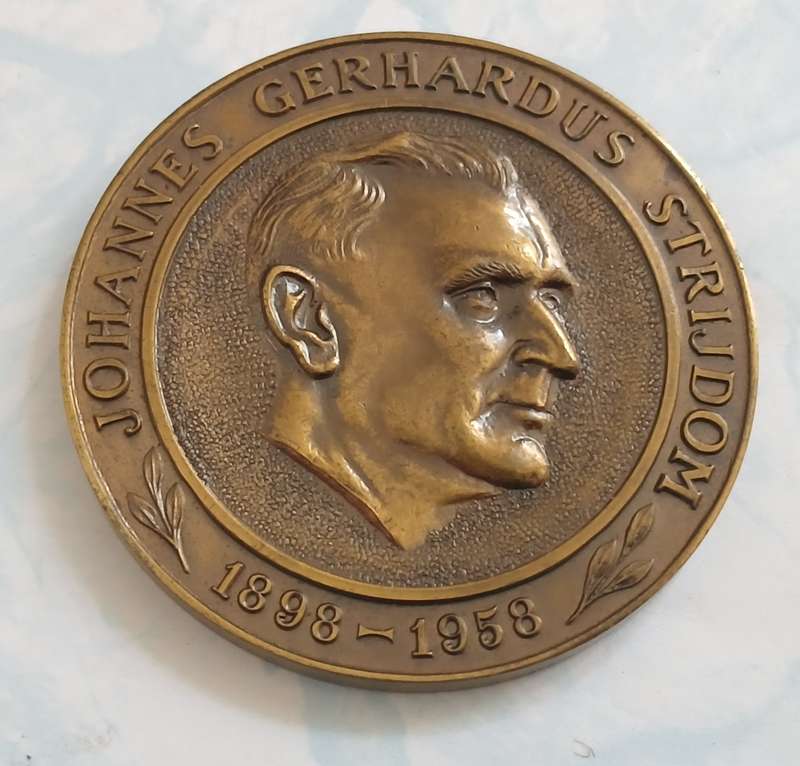 JOHANNES GERHARDUS STRIJDOM
1898 - 1958